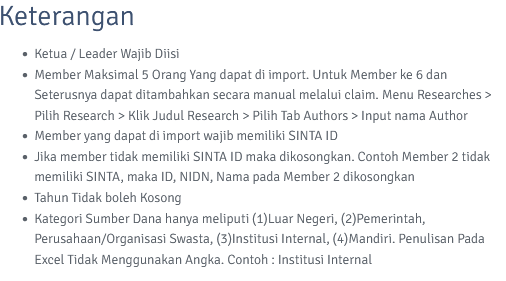 Keterangan
• Ketua / Leader Wajib Diisi
• Member Maksimal 5 Orang Yang dapat di import. Untuk Member ke 6 dan
Seterusnya dapat ditambahkan secara manual melalui claim. Menu Researches >
Pilih Research > Klik Judul Research > Pilih Tab Authors > Input nama Author
• Member yang dapat di import wajib memiliki SINTA ID
• Jika member tidak memiliki SINTA ID maka dikosongkan. Contoh Member 2 tidak
memiliki SINTA, maka ID, NIDN, Nama pada Member 2 dikosongkan
• Tahun Tidak boleh Kosong
• Kategori Sumber Dana hanya meliputi (1)Luar Negeri, (2)Pemerintah,
Perusahaan/Organisasi Swasta, (3)Institusi Internal, (4)Mandiri. Penulisan Pada
Excel Tidak Menggunakan Angka. Contoh : Institusi Internal